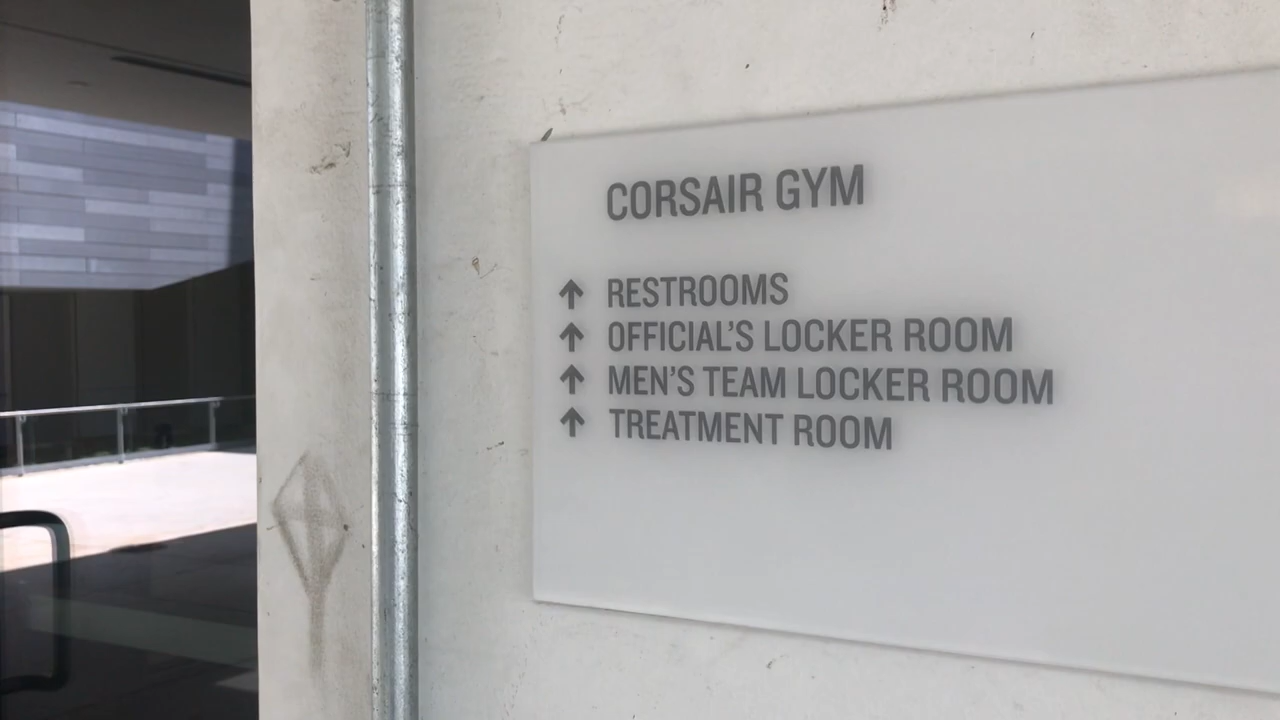 CORSAIR GYM
↑ RESTROOMS
↑ OFFICIAL'S LOCKER ROOM
↑ MEN'S TEAM LOCKER ROOM
↑ TREATMENT ROOM